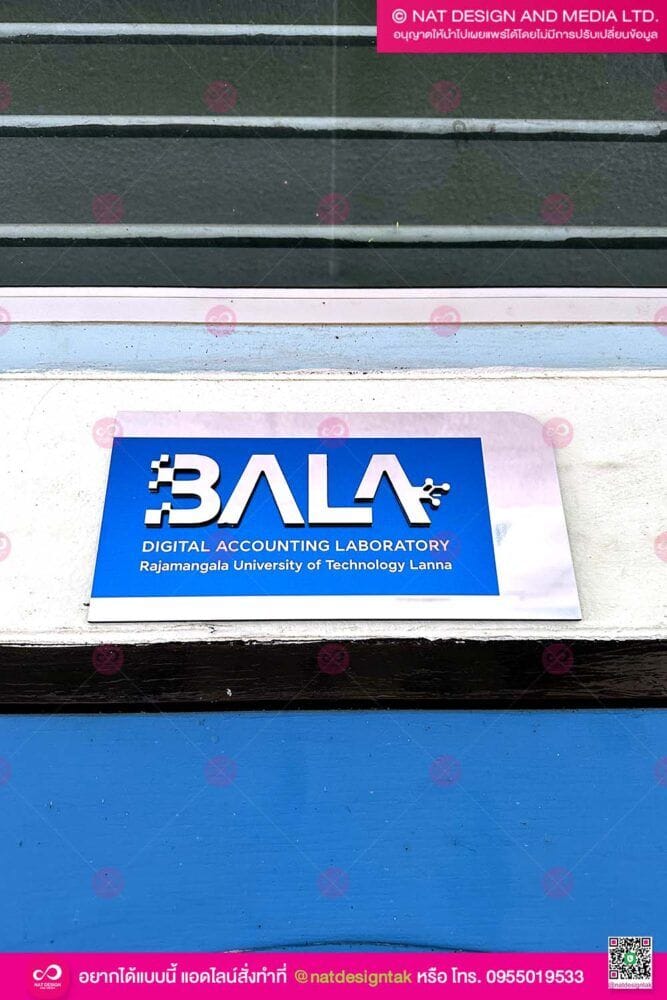 © NAT DESIGN AND MEDIA LTD.
อนุญาตให้นำไปเผยแพร่ได้โดยไม่มีการปรับเปลี่ยนข้อมูล
BALA
DIGITAL ACCOUNTING LABORATORY
Rajamangala University of Technology Lanna
NAT DESIGN
อยากได้แบบนี้ แอดไลน์สั่งทำที่ @natdesigntak หรือ โทร. 0955019533
@natdesigntak